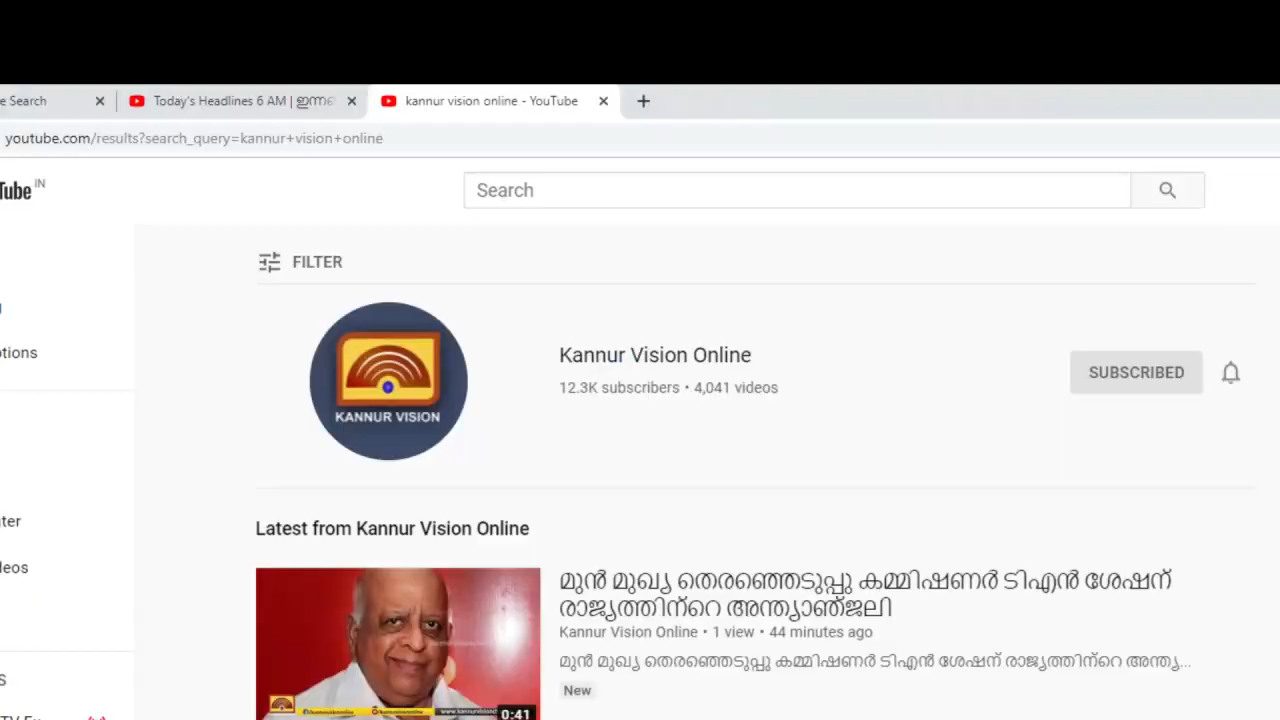 e Search
Today's Headlines 6 AM | ഇന്നത്
kannur vision online - YouTube
youtube.com/results?search_query=kannur+vision+online
Tube IN
Search
FILTER
KANNUR VISION
Kannur Vision Online
12.3K subscribers • 4,041 videos
SUBSCRIBED
otions
Latest from Kannur Vision Online
മുൻ മുഖ്യ തെരഞ്ഞെടുപ്പു കമ്മിഷണർ ടിഎൻ ശേഷന്
രാജ്യത്തിന്റെ അന്ത്യാഞ്ജലി
Kannur Vision Online • 1 view • 44 minutes ago
മുൻ മുഖ്യ തെരഞ്ഞെടുപ്പു കമ്മിഷണർ ടിഎൻ ശേഷന് രാജ്യത്തിന്റെ അന്ത്യ...
New
0:41